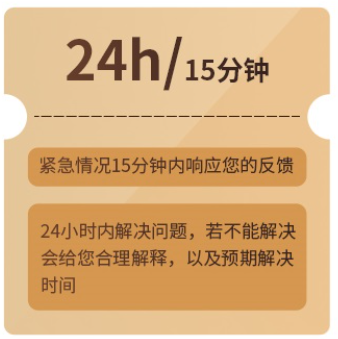 24h/15分钟
紧急情况15分钟内响应您的反馈
24小时内解决问题，若不能解决
会给您合理解释，以及预期解决
时间